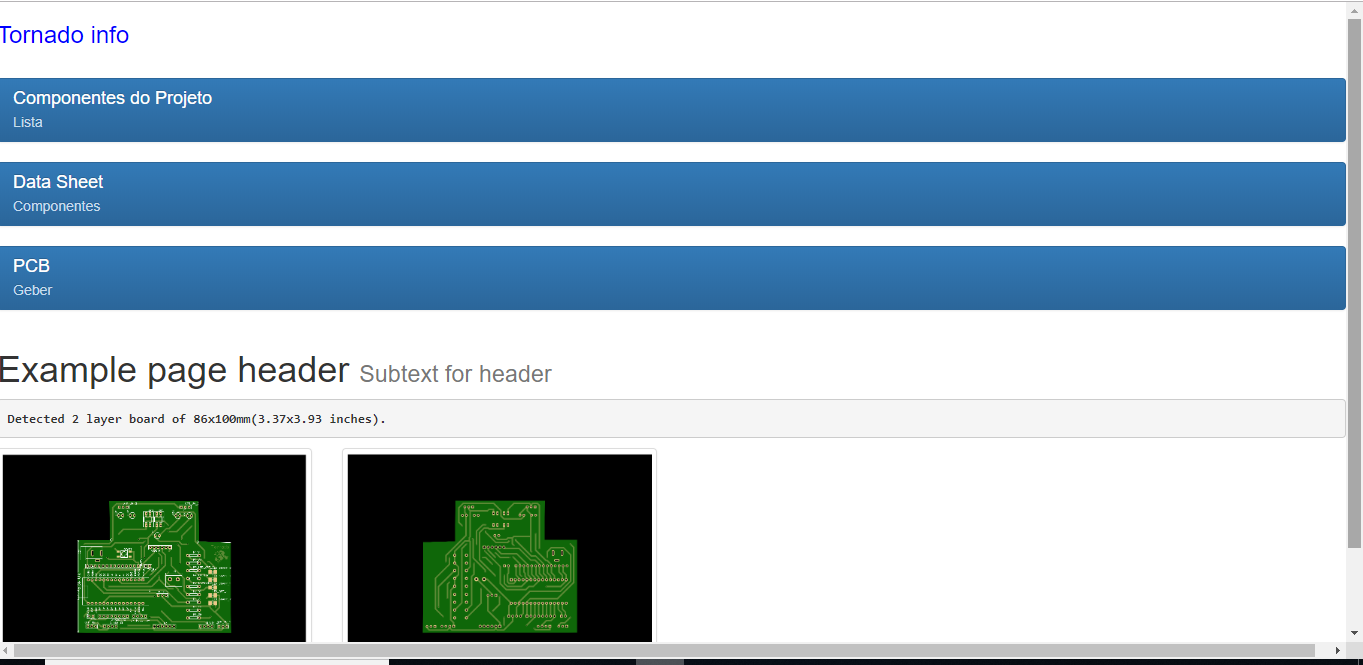 Tornado info
Componentes do Projeto
Lista
Data Sheet
Componentes
PCB
Geber
Example page header Subtext for header
Detected 2 layer board of 86x100mm(3.37x3.93 inches).